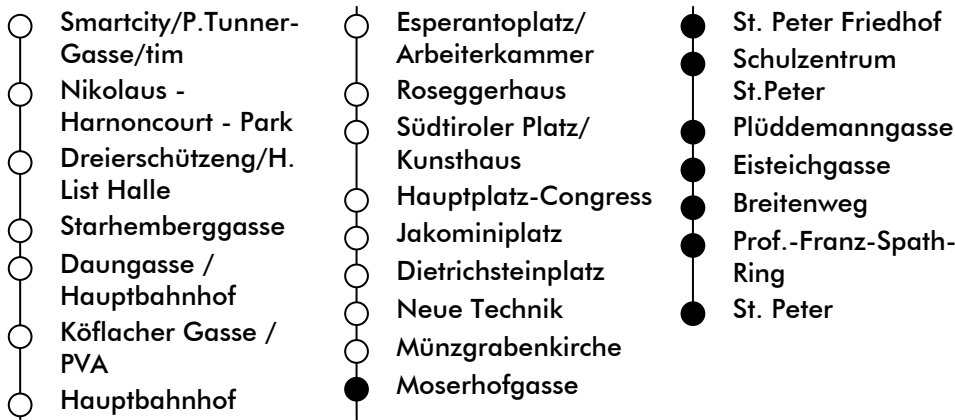 Smartcity/P.Tunner-
Gasse/tim
Nikolaus -
Harnoncourt - Park
Dreierschützeng/H.
List Halle
Starhemberggasse
Daungasse /
Hauptbahnhof
Köflacher Gasse /
PVA
Hauptbahnhof
Esperantoplatz/
Arbeiterkammer
Roseggerhaus
Südtiroler Platz/
Kunsthaus
Hauptplatz-Congress
Jakominiplatz
Dietrichsteinplatz
Neue Technik
Münzgrabenkirche
Moserhofgasse
St. Peter Friedhof
Schulzentrum
St.Peter
Plüddemanngasse
Eisteichgasse
Breitenweg
Prof.-Franz-Spath-
Ring
St. Peter